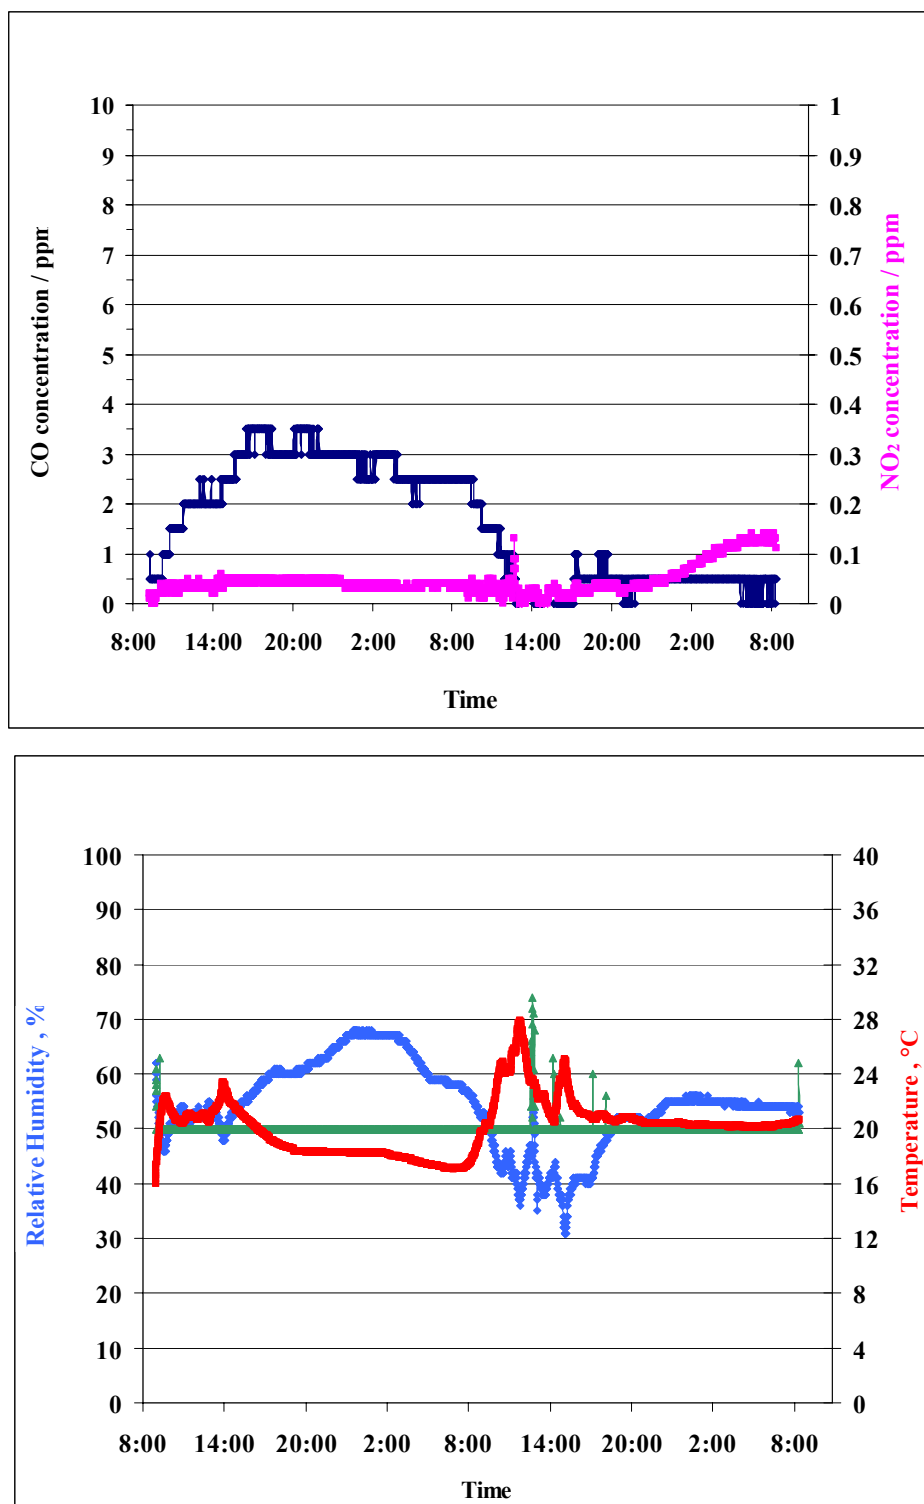 10 1
9 0.9
8 0.8
7 0.7
6 0.6
5 0.5
4 0.4
3 0.3
2 0.2
1 0.1
0 0
CO concentration / ppm
NO2 concentration / ppm
8:00 14:00 20:00 2:00 8:00 14:00 20:00 2:00 8:00
Time
100 40
90 36
80 32
70 28
60 24
50 20
40 16
30 12
20 8
10 4
0 0
Relative Humidity , %
Temperature , °C
8:00 14:00 20:00 2:00 8:00 14:00 20:00 2:00 8:00
Time